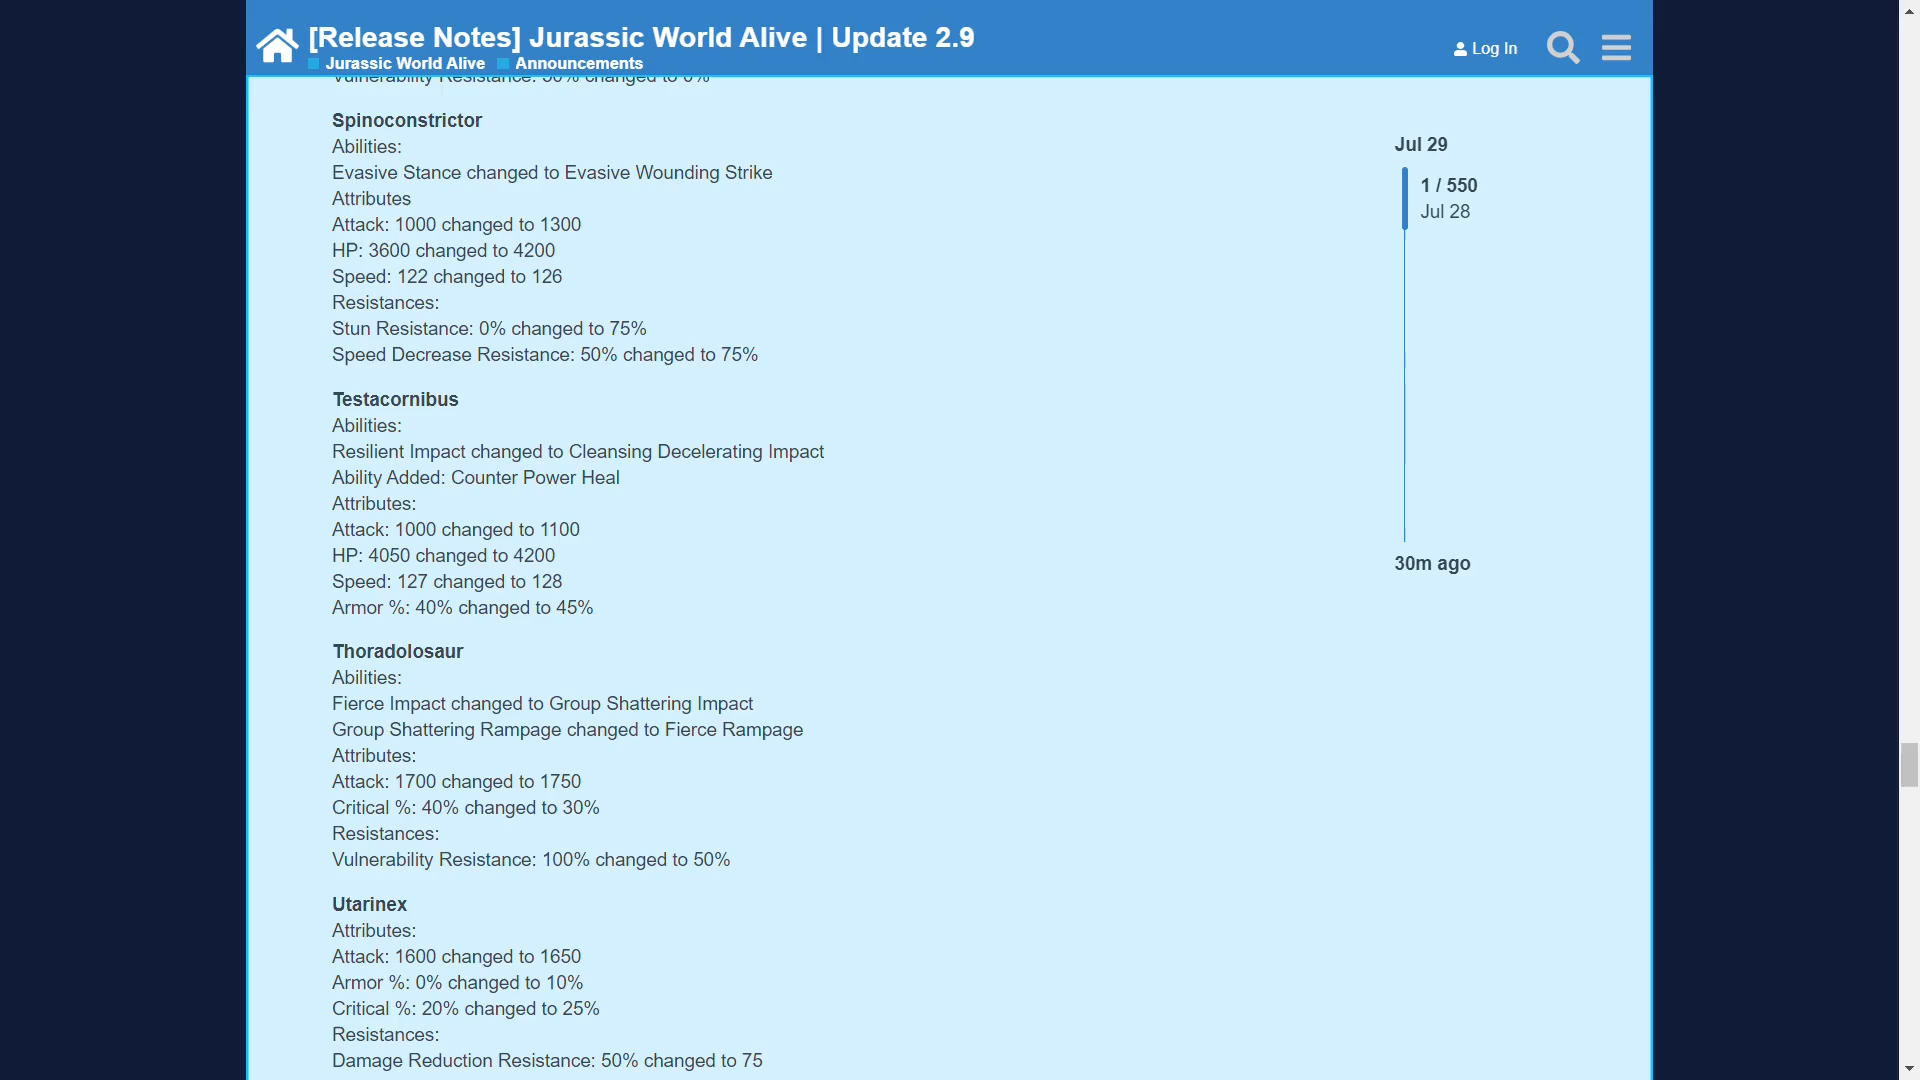 [Release Notes] Jurassic World Alive | Update 2.9
Jurassic World Alive Announcements
Log In
Vulnerability Resistance: 50% changed to 0%
Spinoconstrictor
Abilities:
Evasive Stance changed to Evasive Wounding Strike
Attributes
Attack: 1000 changed to 1300
HP: 3600 changed to 4200
Speed: 122 changed to 126
Resistances:
Stun Resistance: 0% changed to 75%
Speed Decrease Resistance: 50% changed to 75%
Testacornibus
Abilities:
Resilient Impact changed to Cleansing Decelerating Impact
Ability Added: Counter Power Heal
Attributes:
Attack: 1000 changed to 1100
HP: 4050 changed to 4200
Speed: 127 changed to 128
Armor %: 40% changed to 45%
Thoradolosaur
Abilities:
Fierce Impact changed to Group Shattering Impact
Group Shattering Rampage changed to Fierce Rampage
Attributes:
Attack: 1700 changed to 1750
Critical %: 40% changed to 30%
Resistances:
Vulnerability Resistance: 100% changed to 50%
Utarinex
Attributes:
Attack: 1600 changed to 1650
Armor %: 0% changed to 10%
Critical %: 20% changed to 25%
Resistances:
Damage Reduction Resistance: 50% changed to 75
Jul 29
1 / 550
Jul 28
30m ago